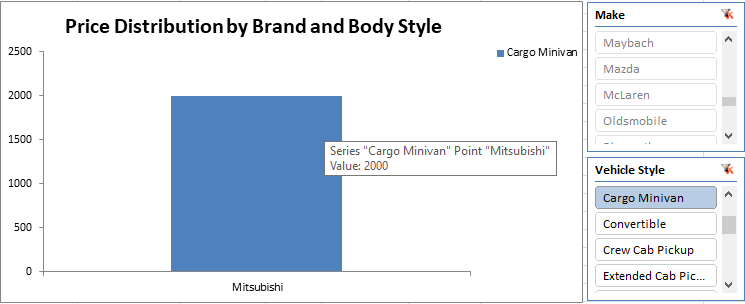 Price Distribution by Brand and Body Style
Cargo Minivan
2500
2000
1500
1000
500
0
Series "Cargo Minivan" Point "Mitsubishi"
Value: 2000
Mitsubishi
Make
Maybach
Mazda
McLaren
Oldsmobile
Vehicle Style
Cargo Minivan
Convertible
Crew Cab Pickup
Extended Cab Pic...